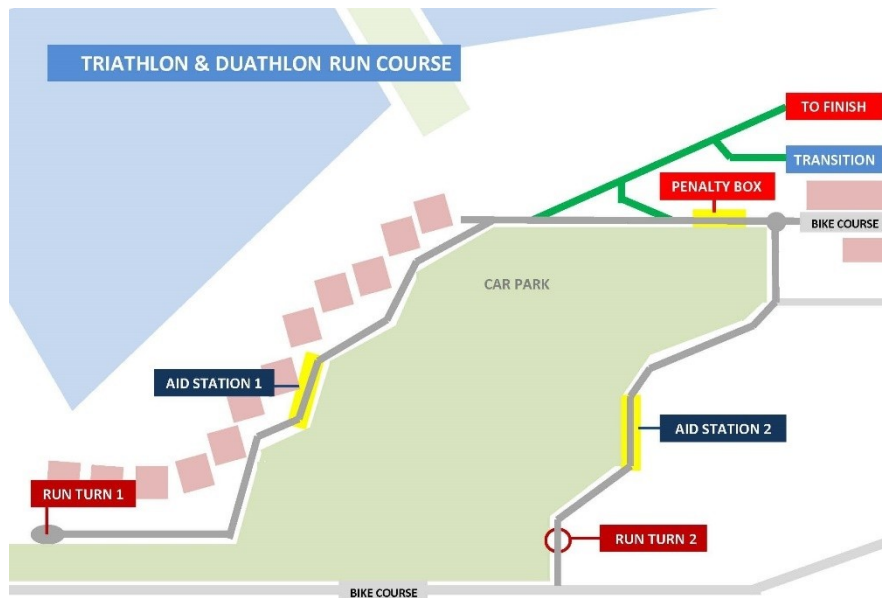 TRIATHLON & DUATHLON RUN COURSE
TO FINISH
TRANSITION
PENALTY BOX
BIKE COURSE
CAR PARK
AID STATION 1
AID STATION 2
RUN TURN 1
RUN TURN 2
BIKE COURSE